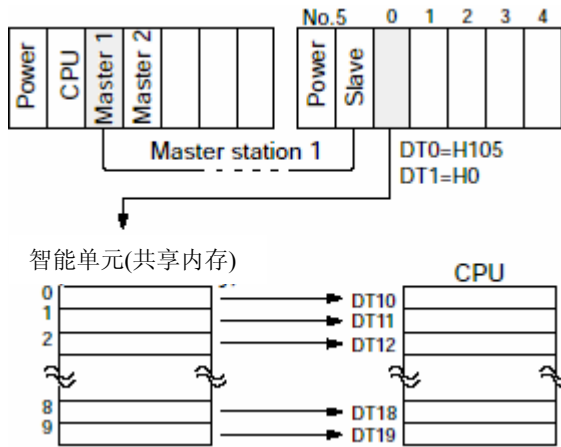 No.5 0 1 2 3 4
Power
CPU
Master 1
Master 2
Power
Slave
Master station 1
DT0=H105
DT1=H0
智能单元(共享内存)
CPU
0
1
2
8
9
DT10
DT11
DT12
DT18
DT19